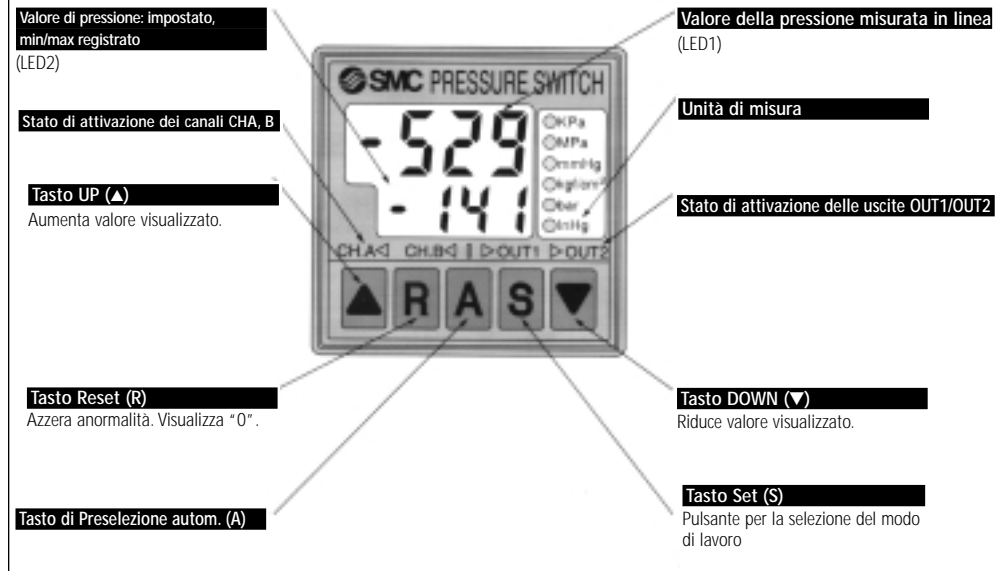 Valore di pressione: impostato,
min/max registrato
(LED2)
Valore della pressione misurata in linea
(LED1)
SMC PRESSURE SWITCH
-529
-141
KPa
MPa
mmHg
kgf/cm²
bar
InHg
Unità di misura
Stato di attivazione dei canali CHA, B
Tasto UP (▲)
Aumenta valore visualizzato.
Stato di attivazione delle uscite OUT1/OUT2
CH.A◁ CH.B◁ ▷OUT1 ▷OUT2
▲ R A S ▼
Tasto Reset (R)
Azzera anormalità. Visualizza "0".
Tasto DOWN (▼)
Riduce valore visualizzato.
Tasto di Preselezione autom. (A)
Tasto Set (S)
Pulsante per la selezione del modo
di lavoro